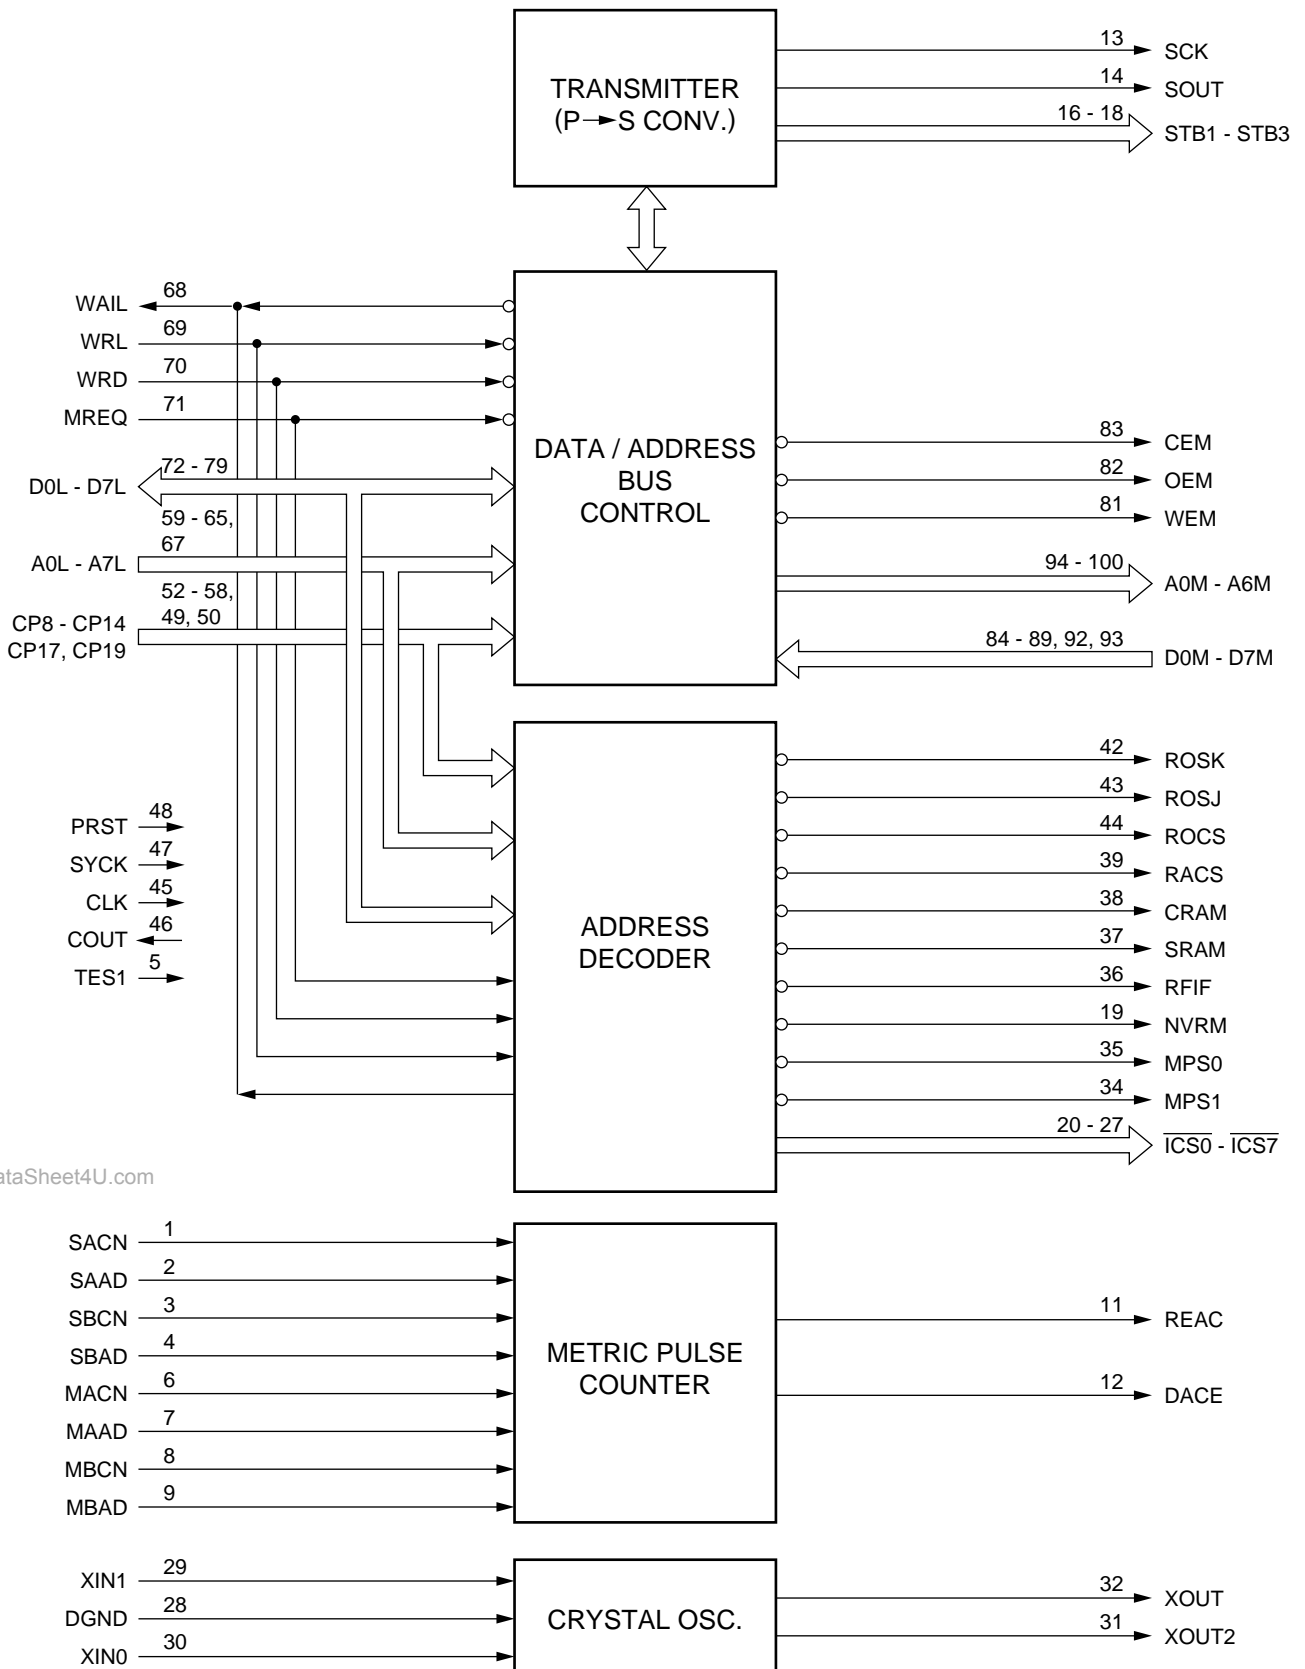 13
SCK
TRANSMITTER
(P→S CONV.)
14
SOUT
16 - 18
STB1 - STB3
WAIL
68
WRL
69
WRD
70
MREQ
71
D0L - D7L
72 - 79
A0L - A7L
59 - 65,
67
CP8 - CP14
CP17, CP19
52 - 58,
49, 50
DATA / ADDRESS
BUS
CONTROL
83
CEM
82
OEM
81
WEM
94 - 100
A0M - A6M
84 - 89, 92, 93
D0M - D7M
PRST
48
SYCK
47
CLK
45
COUT
46
TES1
5
ADDRESS
DECODER
42
ROSK
43
ROSJ
44
ROCS
39
RACS
38
CRAM
37
SRAM
36
RFIF
19
NVRM
35
MPS0
34
MPS1
20 - 27
I̅C̅S̅0̅ - I̅C̅S̅7̅
ataSheet4U.com
SACN
1
SAAD
2
SBCN
3
SBAD
4
MACN
6
MAAD
7
MBCN
8
MBAD
9
METRIC PULSE
COUNTER
11
REAC
12
DACE
XIN1
29
DGND
28
XIN0
30
CRYSTAL OSC.
32
XOUT
31
XOUT2